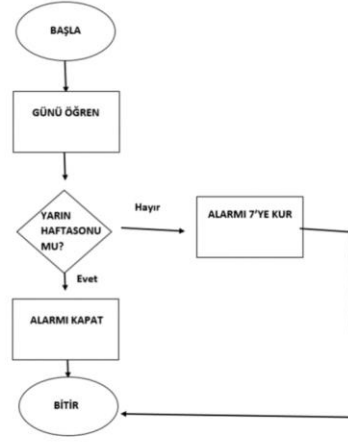 BAŞLA
GÜNÜ ÖĞREN
YARIN
HAFTASONU
MU?
Hayır
ALARMI 7'YE KUR
Evet
ALARMI KAPAT
BİTİR